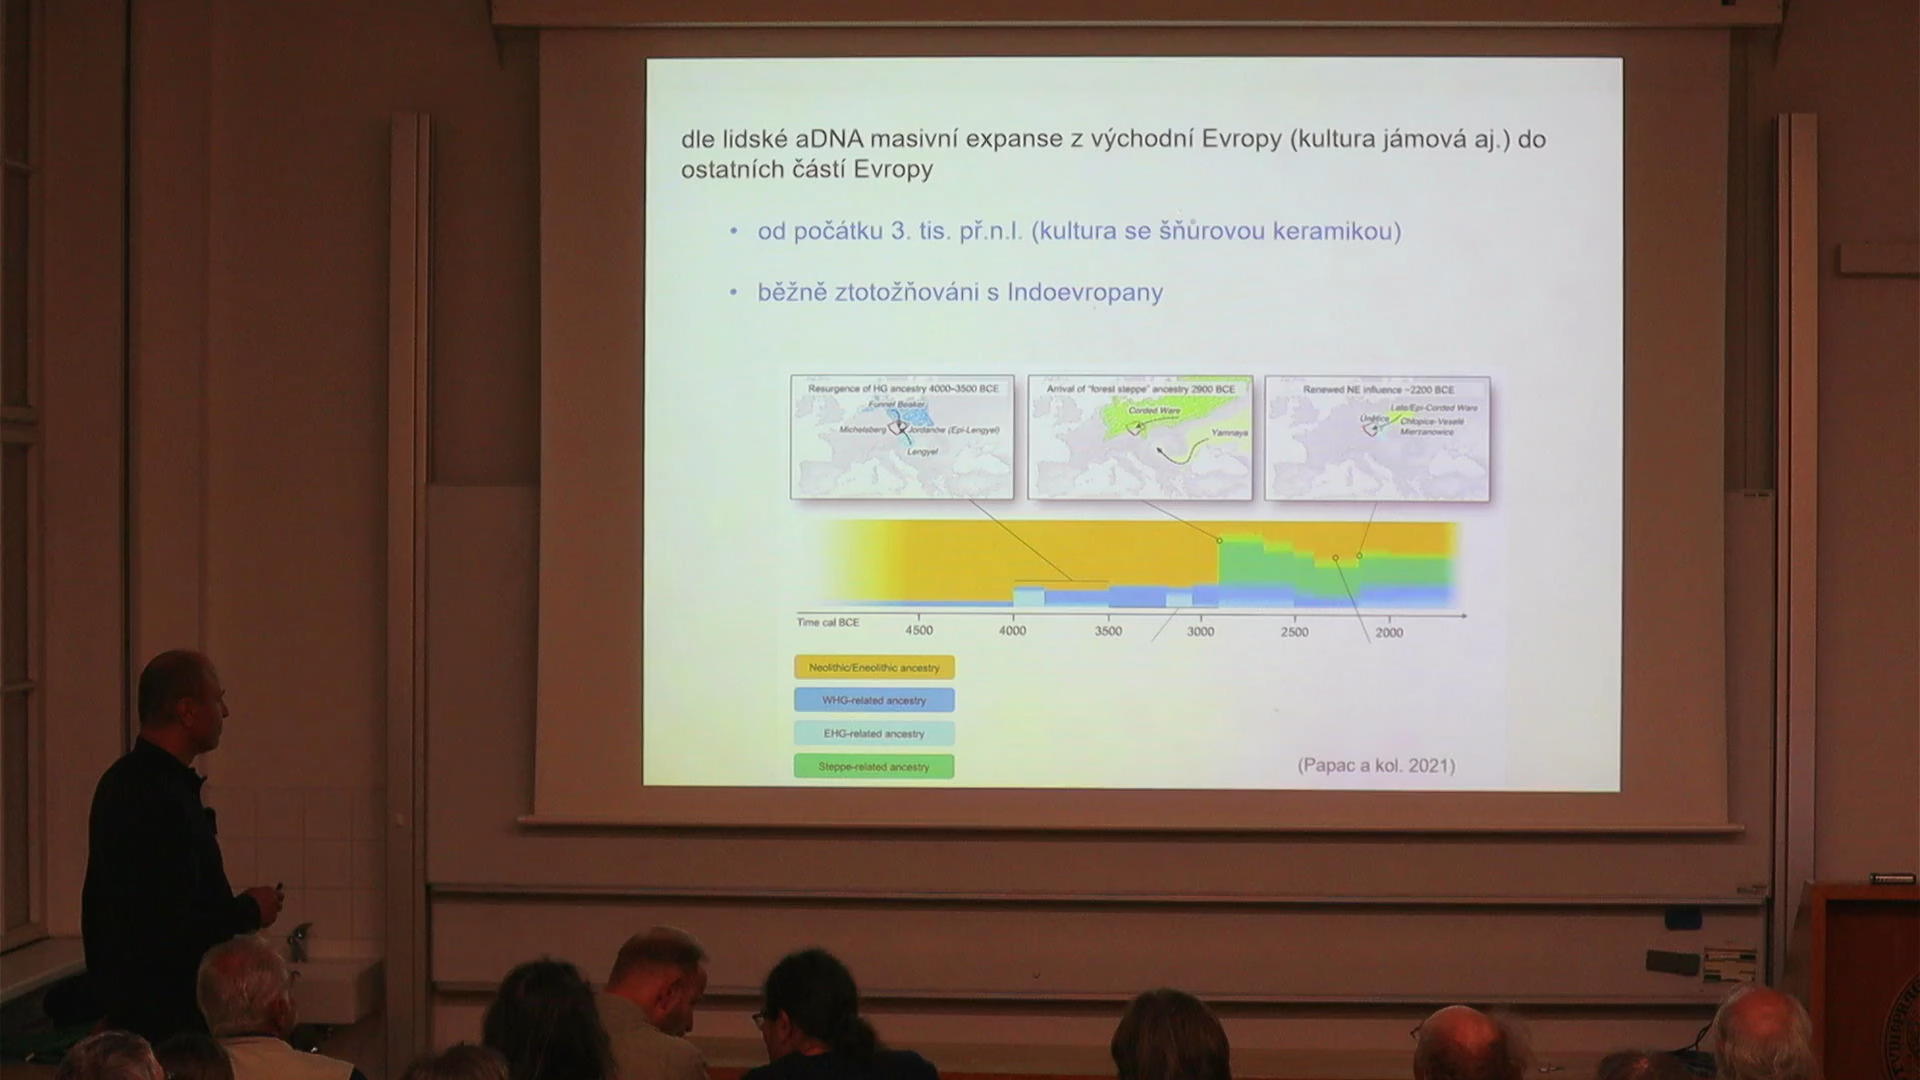 dle lidské aDNA masivní expanse z východní Evropy (kultura jámová aj.) do
ostatních částí Evropy
• od počátku 3. tis. př.n.l. (kultura se šňůrovou keramikou)
• běžně ztotožňováni s Indoevropany
Resurgence of HG ancestry 4000–3500 BCE
Funnel Beaker
Michelsberg
Jordanów (Epi-Lengyel)
Lengyel
Arrival of "forest steppe" ancestry 2900 BCE
Corded Ware
Yamnaya
Renewed NE influence ~2200 BCE
Late/Epi-Corded Ware
Únětice
Chłopice-Veselé
Mierzanowice
Time cal BCE
4500 4000 3500 3000 2500 2000
Neolithic/Eneolithic ancestry
WHG-related ancestry
EHG-related ancestry
Steppe-related ancestry
(Papac a kol. 2021)